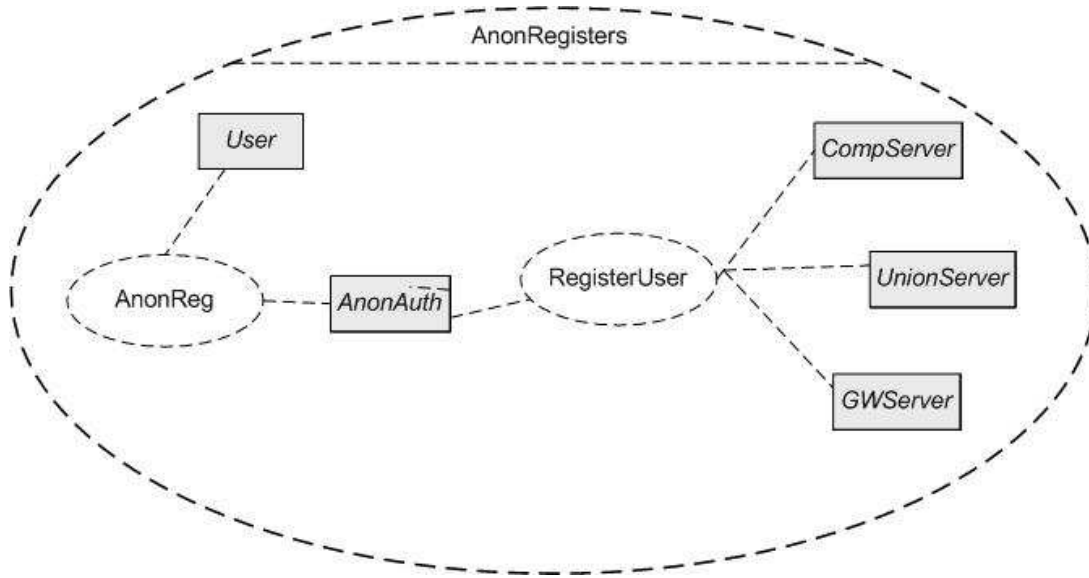 AnonRegisters
User
CompServer
AnonReg
AnonAuth
RegisterUser
UnionServer
GWServer